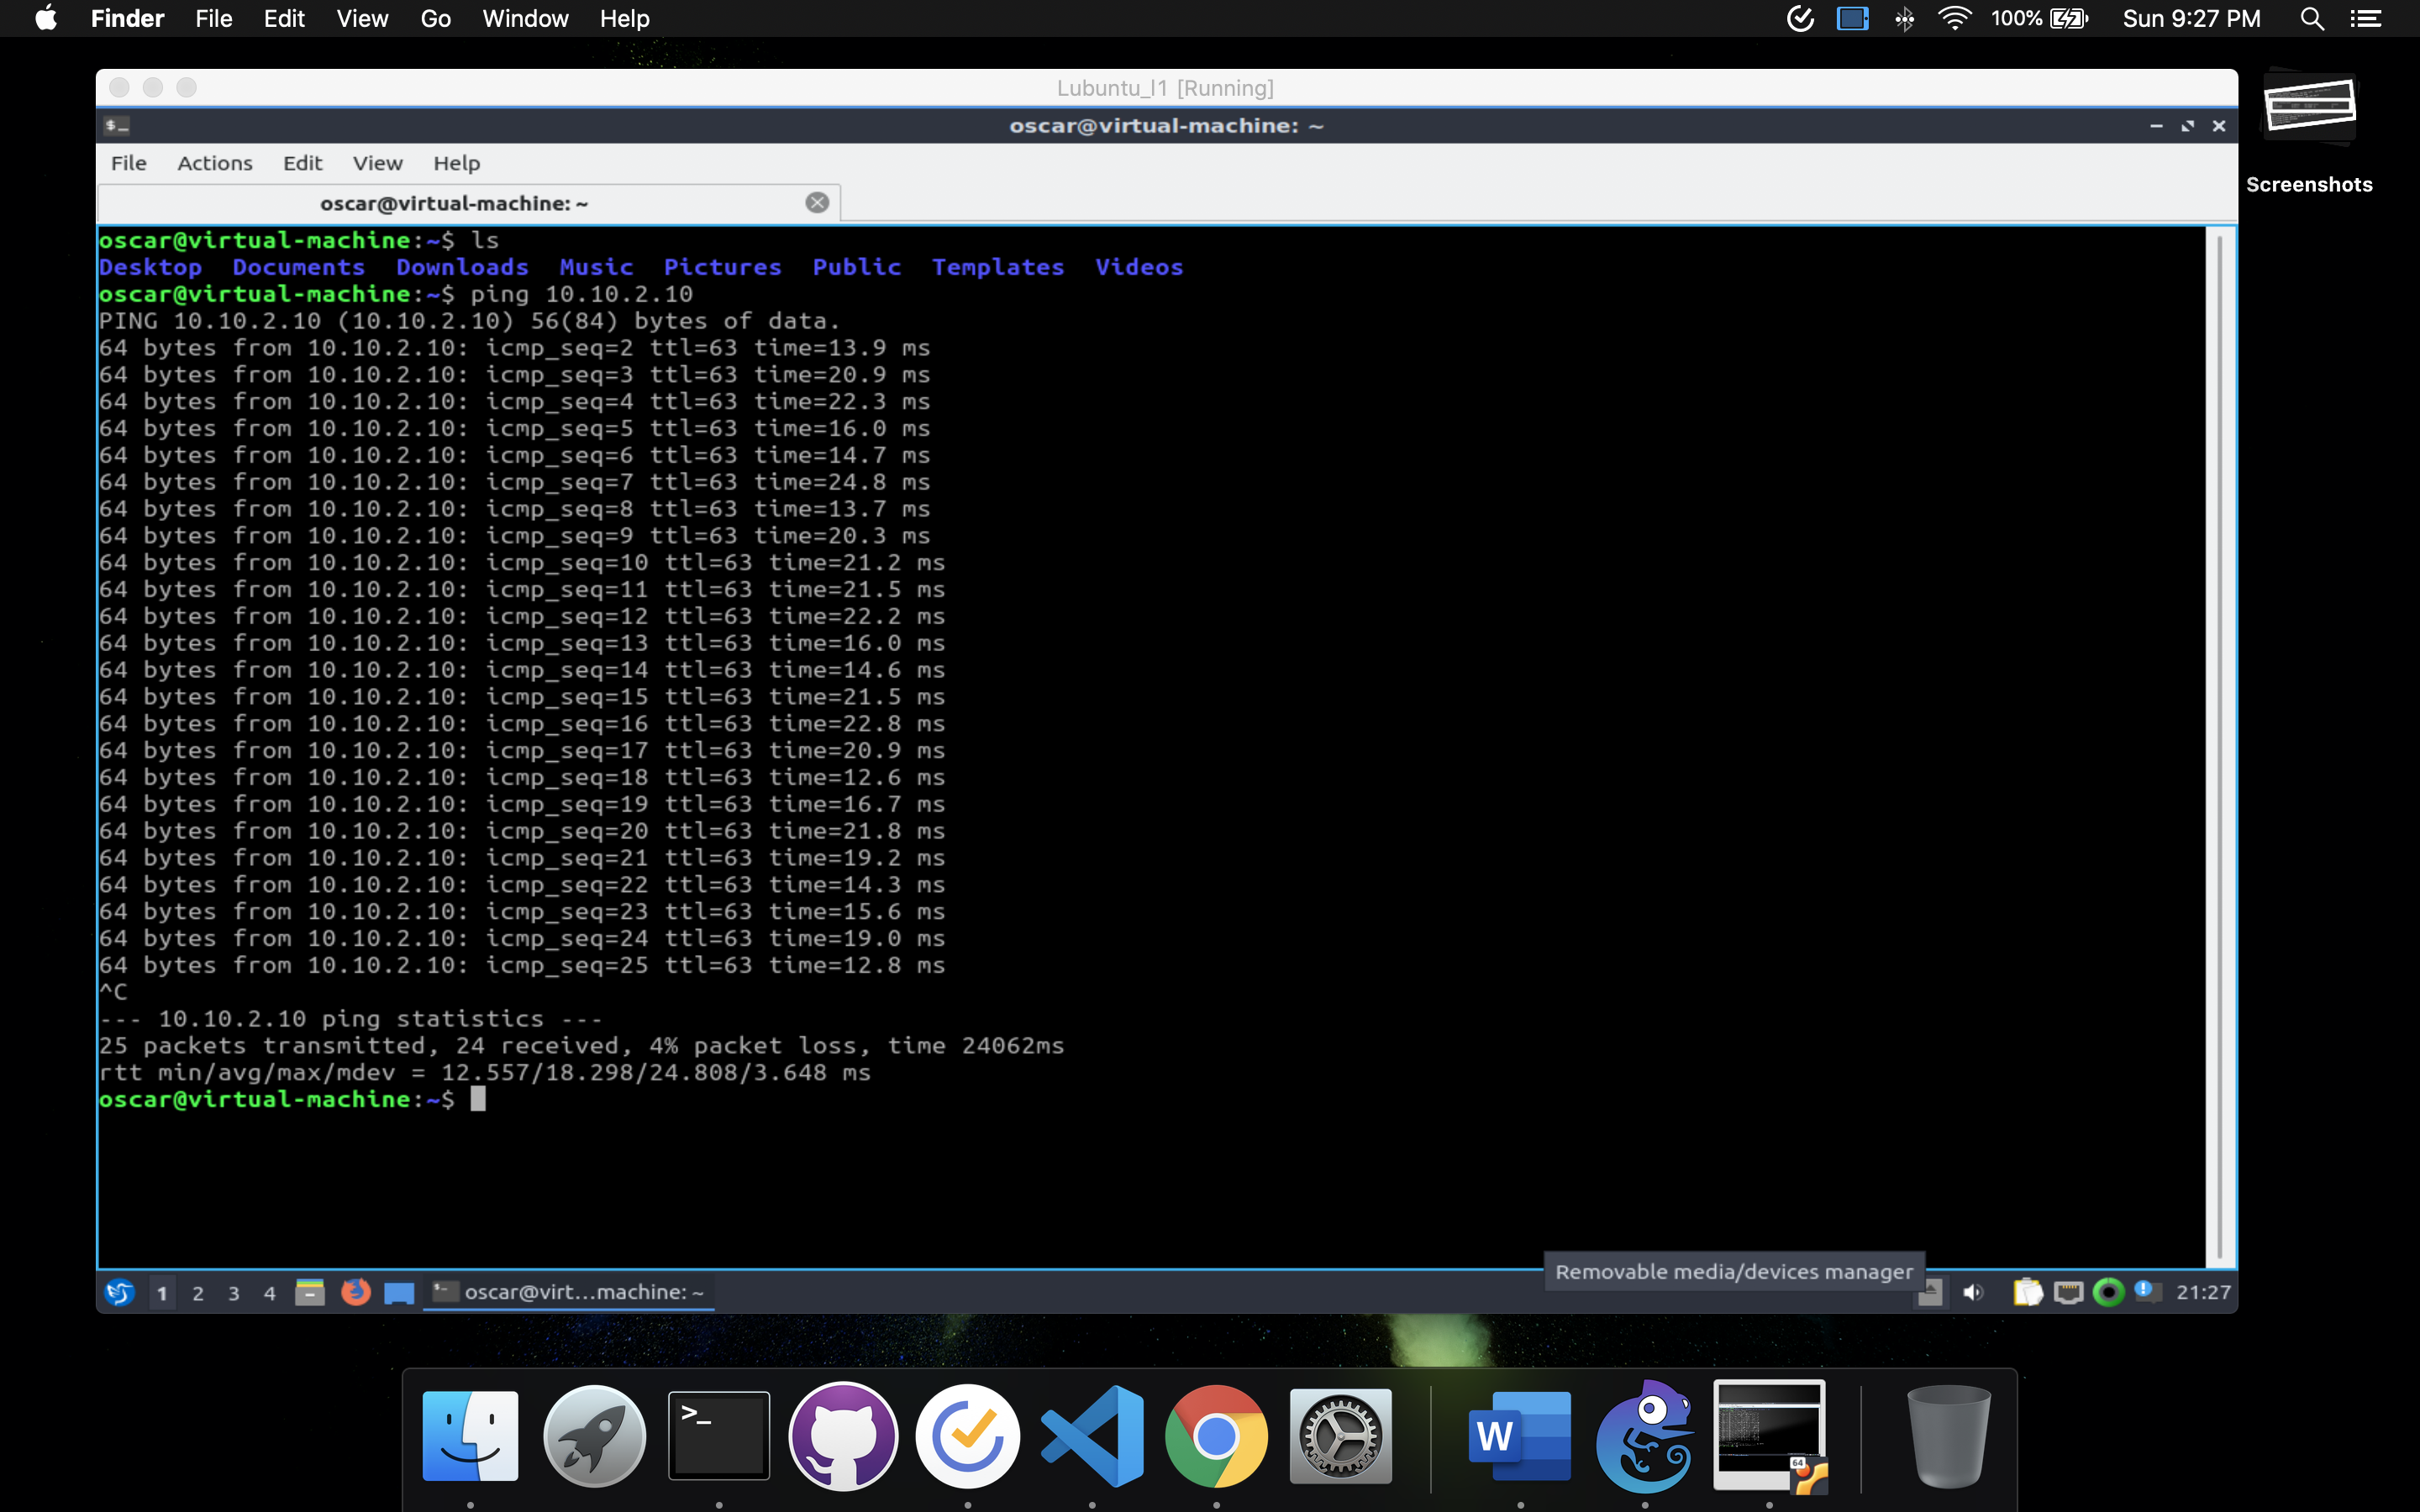 Finder File Edit View Go Window Help 100% Sun 9:27 PM
Lubuntu_l1 [Running]
$_ oscar@virtual-machine: ~
Screenshots
File Actions Edit View Help
oscar@virtual-machine: ~
oscar@virtual-machine:~$ ls
Desktop Documents Downloads Music Pictures Public Templates Videos
oscar@virtual-machine:~$ ping 10.10.2.10
PING 10.10.2.10 (10.10.2.10) 56(84) bytes of data.
64 bytes from 10.10.2.10: icmp_seq=2 ttl=63 time=13.9 ms
64 bytes from 10.10.2.10: icmp_seq=3 ttl=63 time=20.9 ms
64 bytes from 10.10.2.10: icmp_seq=4 ttl=63 time=22.3 ms
64 bytes from 10.10.2.10: icmp_seq=5 ttl=63 time=16.0 ms
64 bytes from 10.10.2.10: icmp_seq=6 ttl=63 time=14.7 ms
64 bytes from 10.10.2.10: icmp_seq=7 ttl=63 time=24.8 ms
64 bytes from 10.10.2.10: icmp_seq=8 ttl=63 time=13.7 ms
64 bytes from 10.10.2.10: icmp_seq=9 ttl=63 time=20.3 ms
64 bytes from 10.10.2.10: icmp_seq=10 ttl=63 time=21.2 ms
64 bytes from 10.10.2.10: icmp_seq=11 ttl=63 time=21.5 ms
64 bytes from 10.10.2.10: icmp_seq=12 ttl=63 time=22.2 ms
64 bytes from 10.10.2.10: icmp_seq=13 ttl=63 time=16.0 ms
64 bytes from 10.10.2.10: icmp_seq=14 ttl=63 time=14.6 ms
64 bytes from 10.10.2.10: icmp_seq=15 ttl=63 time=21.5 ms
64 bytes from 10.10.2.10: icmp_seq=16 ttl=63 time=22.8 ms
64 bytes from 10.10.2.10: icmp_seq=17 ttl=63 time=20.9 ms
64 bytes from 10.10.2.10: icmp_seq=18 ttl=63 time=12.6 ms
64 bytes from 10.10.2.10: icmp_seq=19 ttl=63 time=16.7 ms
64 bytes from 10.10.2.10: icmp_seq=20 ttl=63 time=21.8 ms
64 bytes from 10.10.2.10: icmp_seq=21 ttl=63 time=19.2 ms
64 bytes from 10.10.2.10: icmp_seq=22 ttl=63 time=14.3 ms
64 bytes from 10.10.2.10: icmp_seq=23 ttl=63 time=15.6 ms
64 bytes from 10.10.2.10: icmp_seq=24 ttl=63 time=19.0 ms
64 bytes from 10.10.2.10: icmp_seq=25 ttl=63 time=12.8 ms
^C
--- 10.10.2.10 ping statistics ---
25 packets transmitted, 24 received, 4% packet loss, time 24062ms
rtt min/avg/max/mdev = 12.557/18.298/24.808/3.648 ms
oscar@virtual-machine:~$
Removable media/devices manager
1 2 3 4 oscar@virt...machine: ~ 21:27
>_ W 64